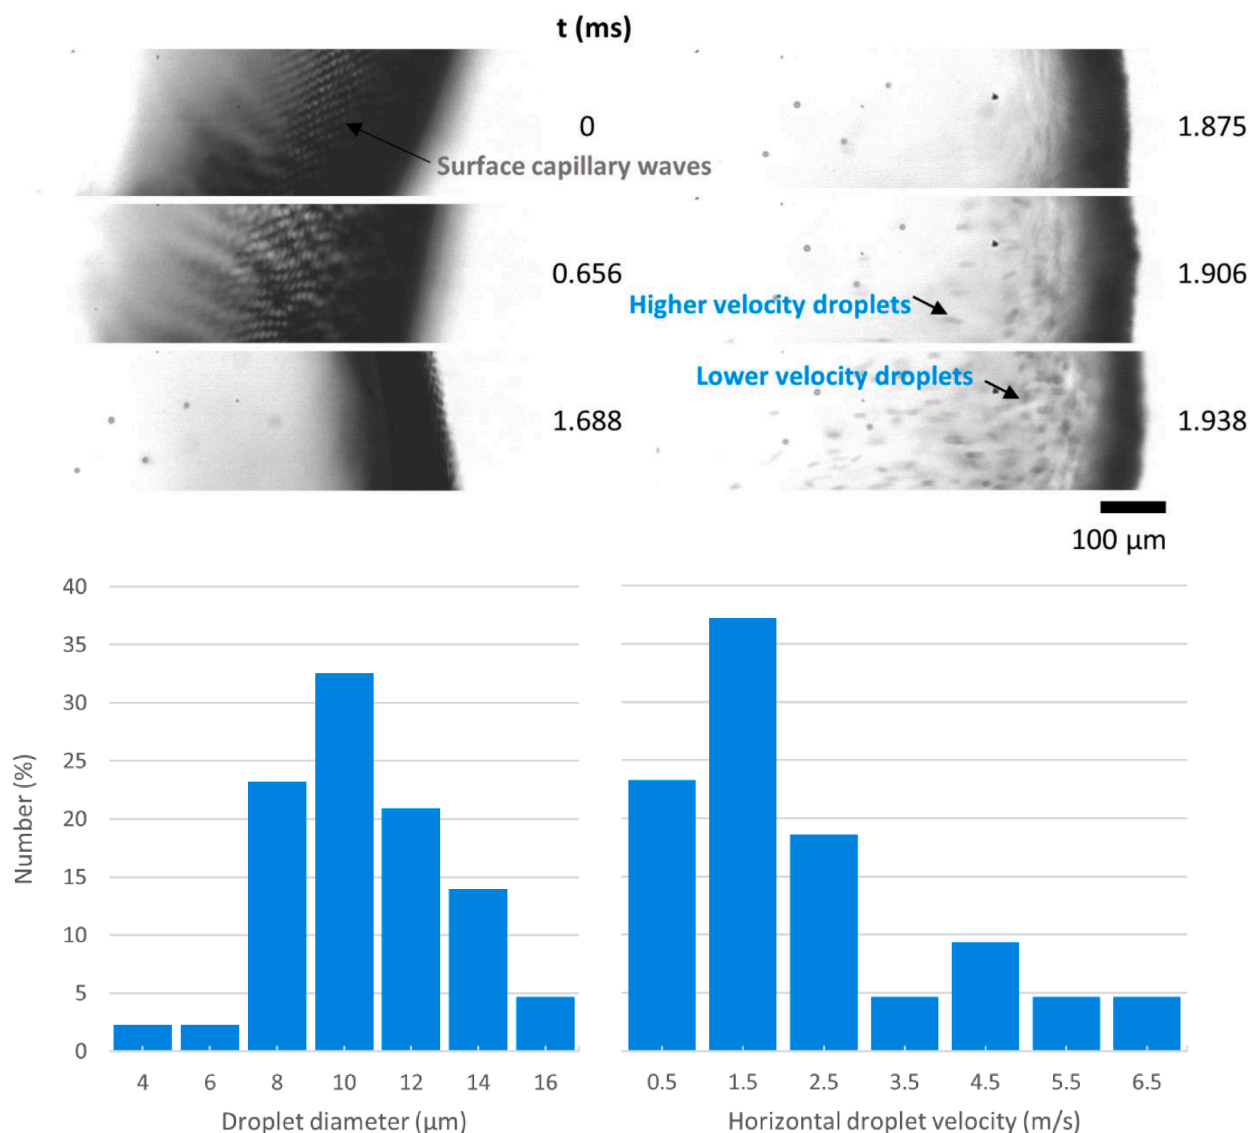 t (ms)
0
Surface capillary waves
0.656
1.688
1.875
1.906
Higher velocity droplets
Lower velocity droplets
1.938
100 µm
Number (%)
40
35
30
25
20
15
10
5
0
4 6 8 10 12 14 16
Droplet diameter (µm)
0.5 1.5 2.5 3.5 4.5 5.5 6.5
Horizontal droplet velocity (m/s)